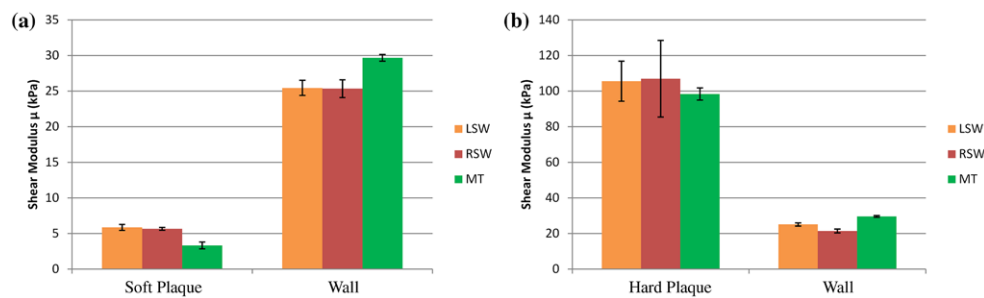 (a)
Shear Modulus μ (kPa)
35
30
25
20
15
10
5
0
Soft Plaque
Wall
LSW
RSW
MT
(b)
Shear Modulus μ (kPa)
140
120
100
80
60
40
20
0
Hard Plaque
Wall
LSW
RSW
MT